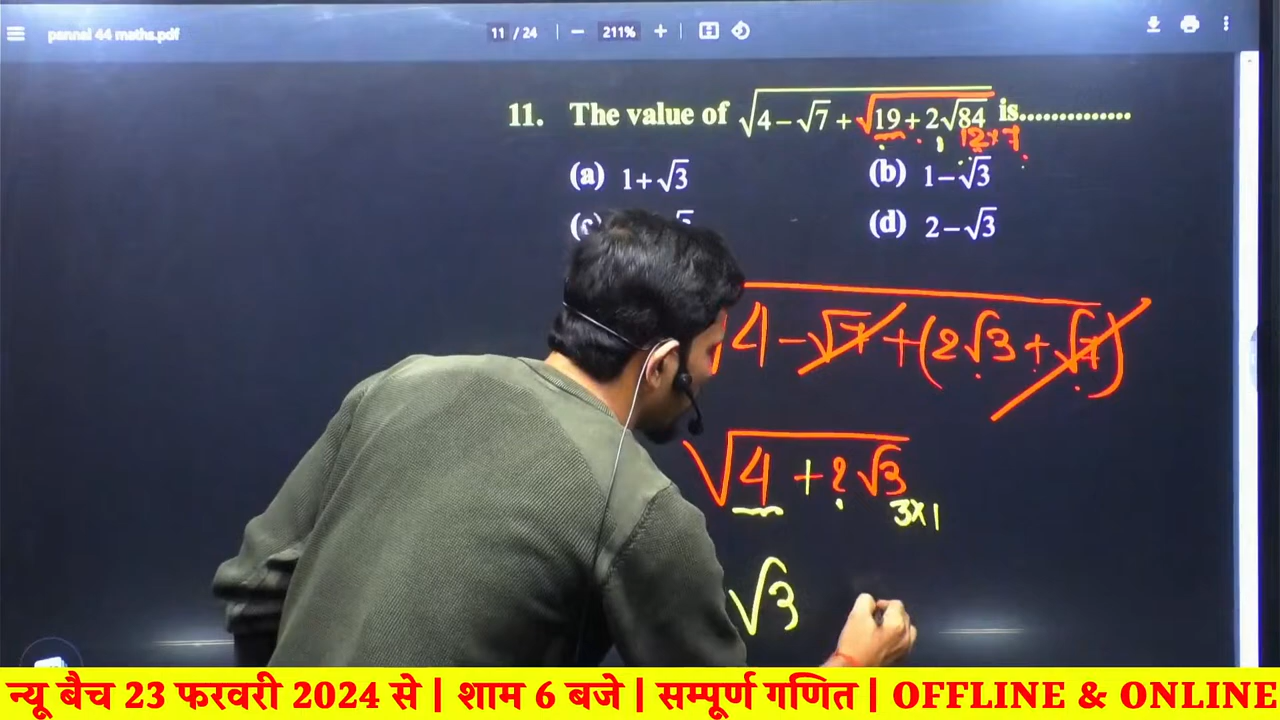 pannal 44 maths.pdf 11 / 24 — 211% +
11. The value of √(4 − √7 + √(19 + 2√84)) is...............
12×7
(a) 1 + √3 (b) 1 − √3
(d) 2 − √3
√(4 − √7 + (2√3 + √7))
√(4 + 2√3)
3×1
√3
न्यू बैच 23 फरवरी 2024 से | शाम 6 बजे | सम्पूर्ण गणित | OFFLINE & ONLINE